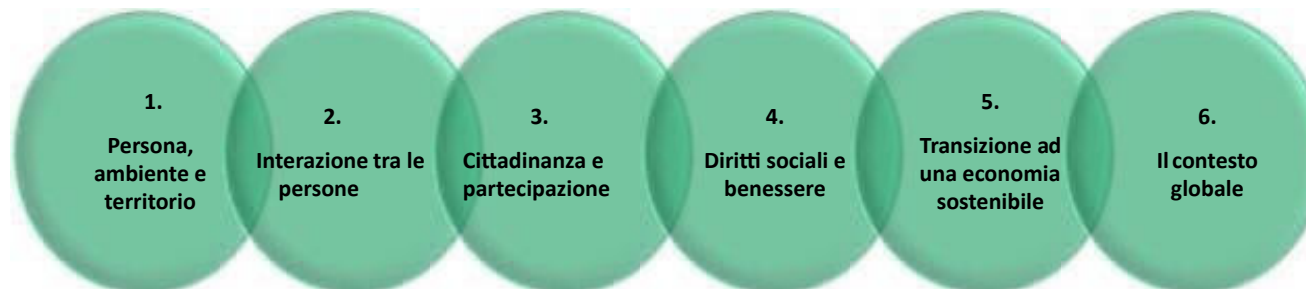 1.
Persona,
ambiente e
territorio
2.
Interazione tra le
persone
3.
Cittadinanza e
partecipazione
4.
Diritti sociali e
benessere
5.
Transizione ad
una economia
sostenibile
6.
Il contesto
globale